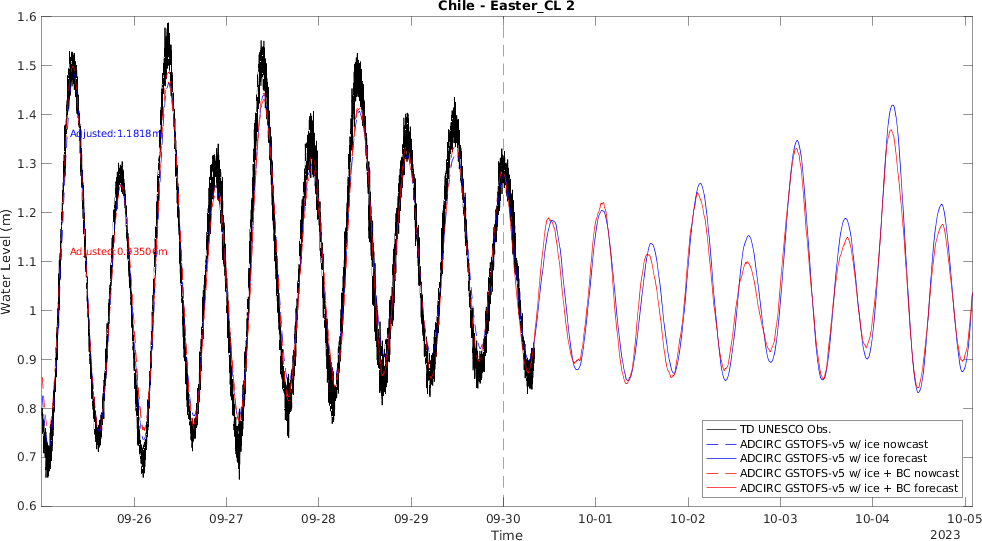 Chile - Easter_CL 2
1.6
1.5
1.4
1.3
1.2
1.1
1
0.9
0.8
0.7
0.6
Water Level (m)
Adjusted:1.1818m
Adjusted:0.93506m
TD UNESCO Obs.
ADCIRC GSTOFS-v5 w/ ice nowcast
ADCIRC GSTOFS-v5 w/ ice forecast
ADCIRC GSTOFS-v5 w/ ice + BC nowcast
ADCIRC GSTOFS-v5 w/ ice + BC forecast
09-26 09-27 09-28 09-29 09-30 10-01 10-02 10-03 10-04 10-05
Time
2023